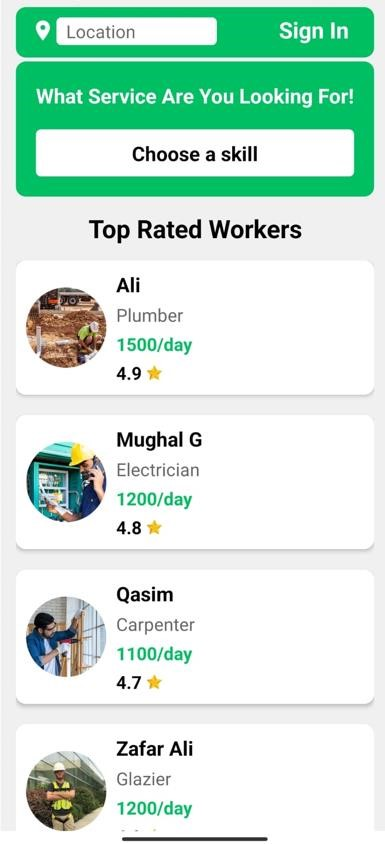 Location
Sign In
What Service Are You Looking For!
Choose a skill
Top Rated Workers
Ali
Plumber
1500/day
4.9 ⭐
Mughal G
Electrician
1200/day
4.8 ⭐
Qasim
Carpenter
1100/day
4.7 ⭐
Zafar Ali
Glazier
1200/day